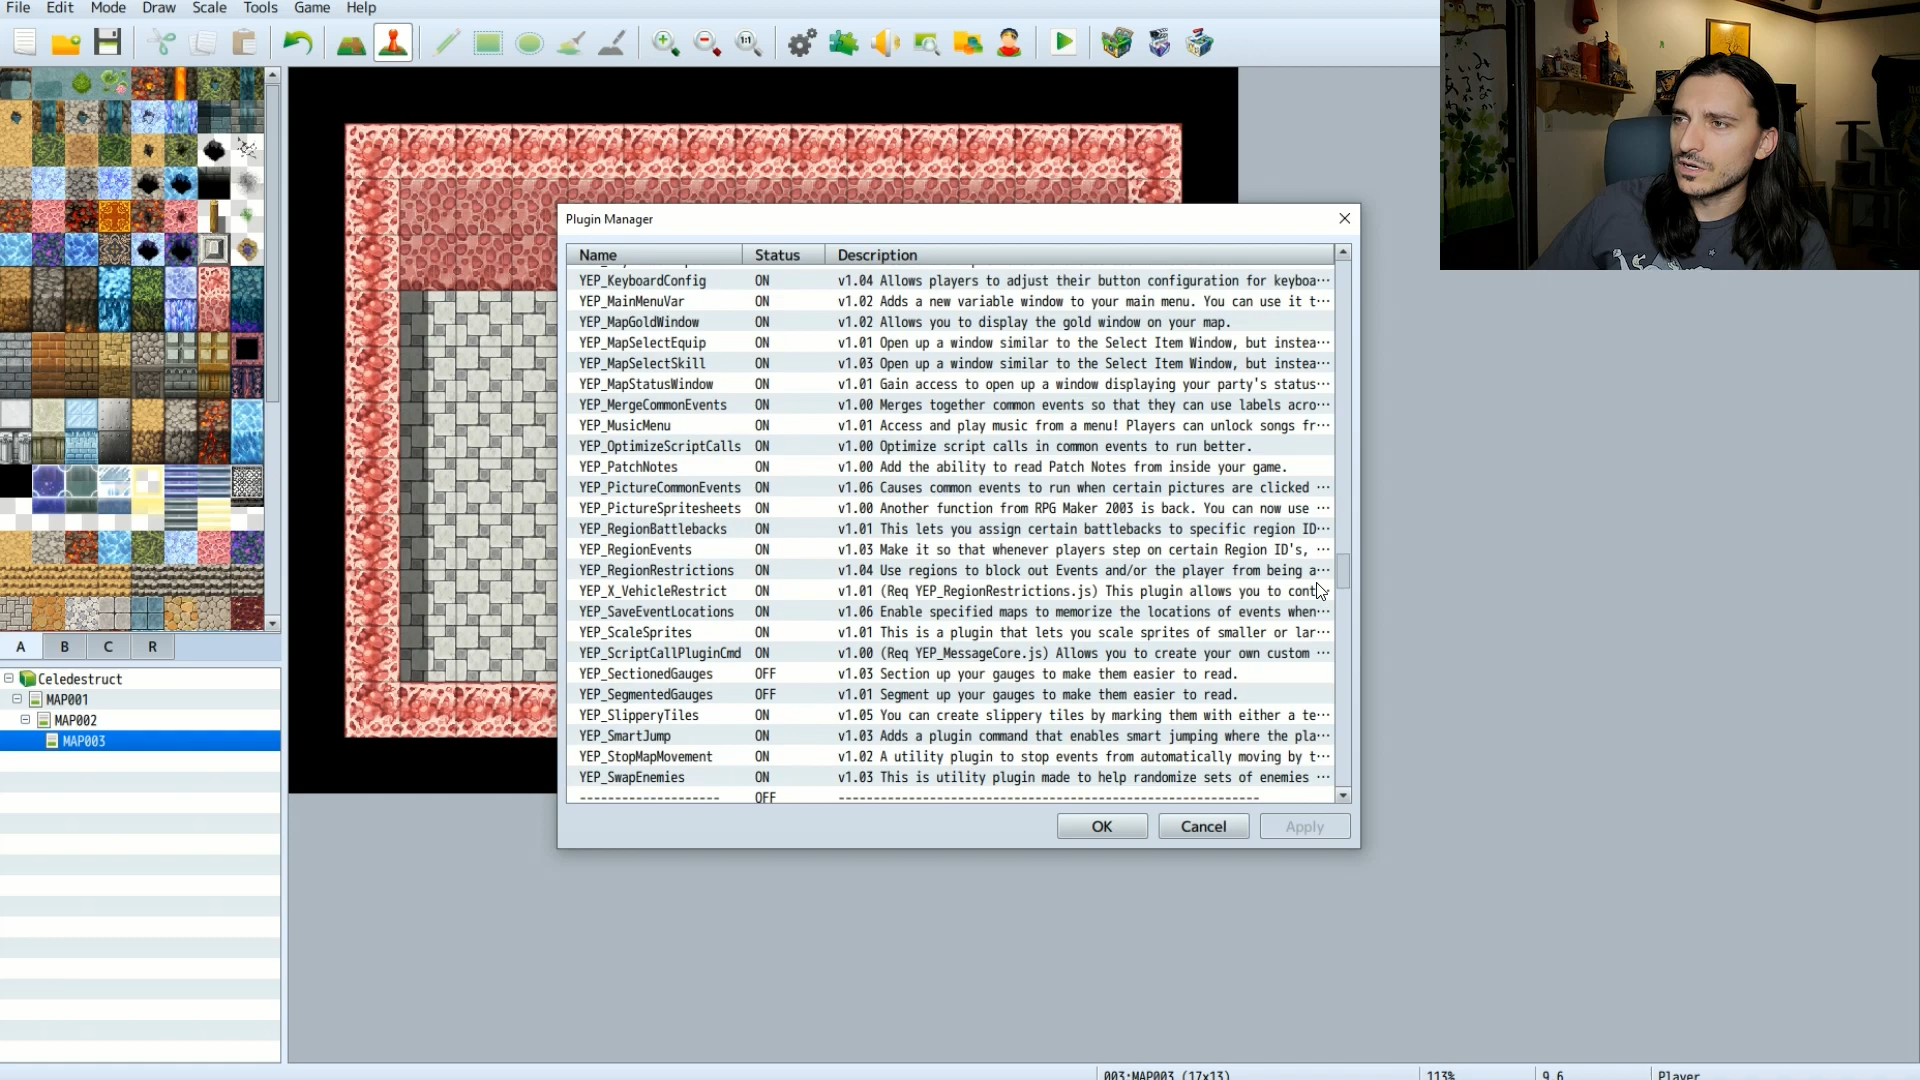 File Edit Mode Draw Scale Tools Game Help
1:1
Plugin Manager
Name Status Description
YEP_KeyboardConfig ON v1.04 Allows players to adjust their button configuration for keyboa…
YEP_MainMenuVar ON v1.02 Adds a new variable window to your main menu. You can use it t…
YEP_MapGoldWindow ON v1.02 Allows you to display the gold window on your map.
YEP_MapSelectEquip ON v1.01 Open up a window similar to the Select Item Window, but instea…
YEP_MapSelectSkill ON v1.03 Open up a window similar to the Select Item Window, but instea…
YEP_MapStatusWindow ON v1.01 Gain access to open up a window displaying your party's status…
YEP_MergeCommonEvents ON v1.00 Merges together common events so that they can use labels acro…
YEP_MusicMenu ON v1.01 Access and play music from a menu! Players can unlock songs fr…
YEP_OptimizeScriptCalls ON v1.00 Optimize script calls in common events to run better.
YEP_PatchNotes ON v1.00 Add the ability to read Patch Notes from inside your game.
YEP_PictureCommonEvents ON v1.06 Causes common events to run when certain pictures are clicked …
YEP_PictureSpritesheets ON v1.00 Another function from RPG Maker 2003 is back. You can now use …
YEP_RegionBattlebacks ON v1.01 This lets you assign certain battlebacks to specific region ID…
YEP_RegionEvents ON v1.03 Make it so that whenever players step on certain Region ID's, …
YEP_RegionRestrictions ON v1.04 Use regions to block out Events and/or the player from being a…
YEP_X_VehicleRestrict ON v1.01 (Req YEP_RegionRestrictions.js) This plugin allows you to cont…
YEP_SaveEventLocations ON v1.06 Enable specified maps to memorize the locations of events when…
YEP_ScaleSprites ON v1.01 This is a plugin that lets you scale sprites of smaller or lar…
YEP_ScriptCallPluginCmd ON v1.00 (Req YEP_MessageCore.js) Allows you to create your own custom …
YEP_SectionedGauges OFF v1.03 Section up your gauges to make them easier to read.
YEP_SegmentedGauges OFF v1.01 Segment up your gauges to make them easier to read.
YEP_SlipperyTiles ON v1.05 You can create slippery tiles by marking them with either a te…
YEP_SmartJump ON v1.03 Adds a plugin command that enables smart jumping where the pla…
YEP_StopMapMovement ON v1.02 A utility plugin to stop events from automatically moving by t…
YEP_SwapEnemies ON v1.03 This is utility plugin made to help randomize sets of enemies …
-------------------- OFF ------------------------------------------------------------
OK Cancel Apply
A B C R
Celedestruct
MAP001
MAP002
MAP003
003:MAP003 (17x13) 113% 9,6 Player